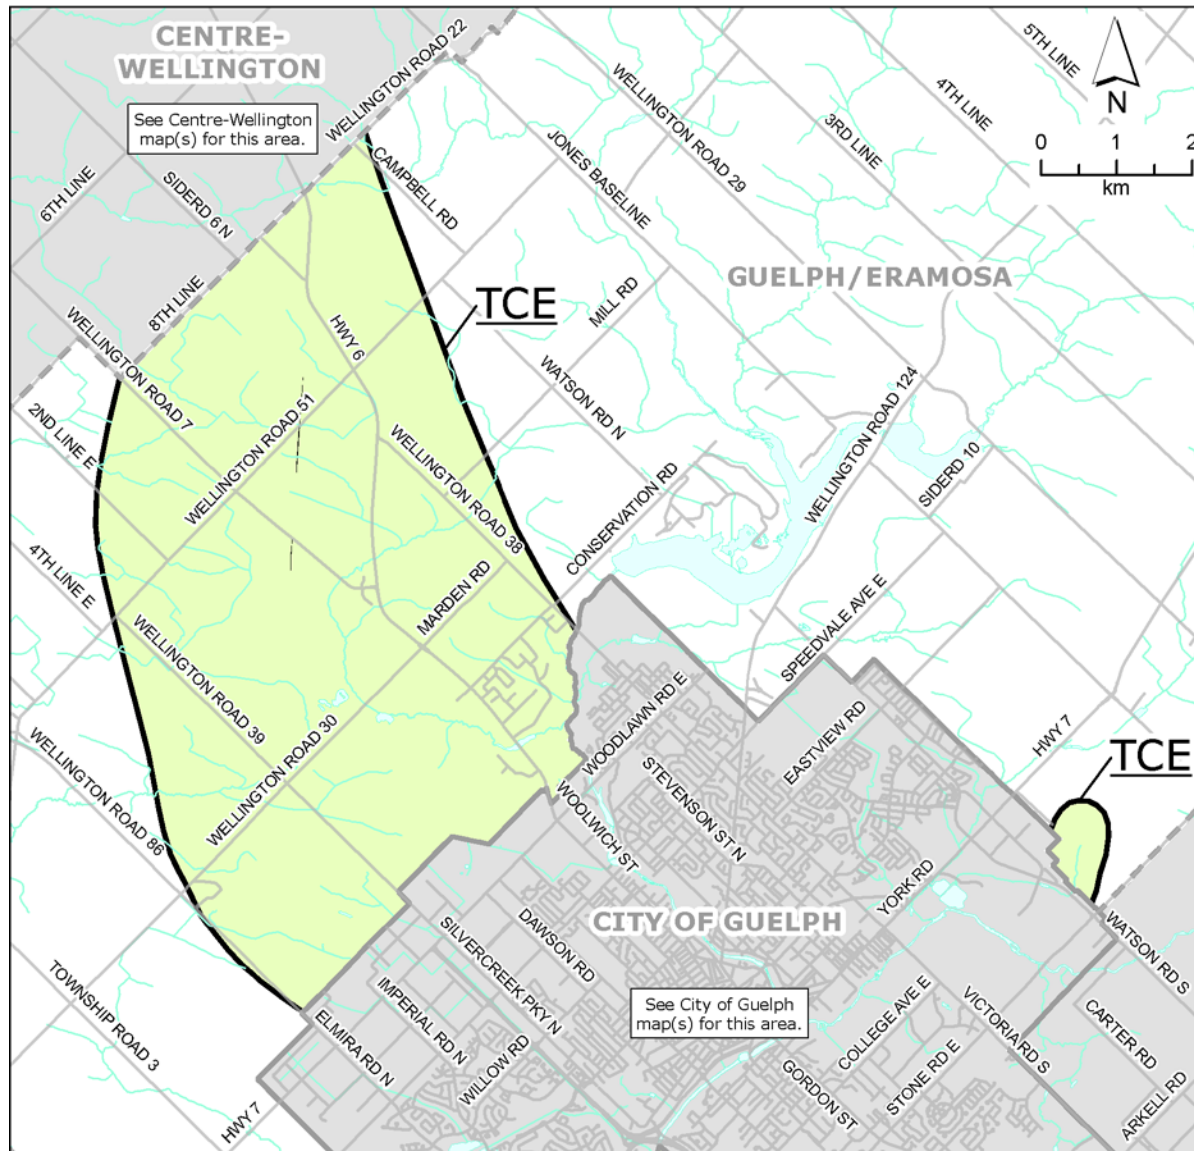 CENTRE-
WELLINGTON
See Centre-Wellington
map(s) for this area.
WELLINGTON ROAD 22
5TH LINE
4TH LINE
3RD LINE
WELLINGTON ROAD 29
JONES BASELINE
CAMPBELL RD
N
0 1 2
km
6TH LINE
SIDERD 6 N
8TH LINE
GUELPH/ERAMOSA
TCE
MILL RD
HWY 6
WELLINGTON ROAD 7
WATSON RD N
WELLINGTON ROAD 124
2ND LINE E
WELLINGTON ROAD 51
WELLINGTON ROAD 38
CONSERVATION RD
SIDERD 10
4TH LINE E
MARDEN RD
SPEEDVALE AVE E
WELLINGTON ROAD 39
WOODLAWN RD E
EASTVIEW RD
HWY 7
TCE
WELLINGTON ROAD 30
WELLINGTON ROAD 86
WOOLWICH ST
STEVENSON ST N
YORK RD
CITY OF GUELPH
DAWSON RD
SILVERCREEK PKY N
IMPERIAL RD N
WATSON RD S
TOWNSHIP ROAD 3
See City of Guelph
map(s) for this area.
COLLEGE AVE E
VICTORIA RD S
CARTER RD
ELMIRA RD N
WILLOW RD
GORDON ST
STONE RD E
ARKELL RD
HWY 7